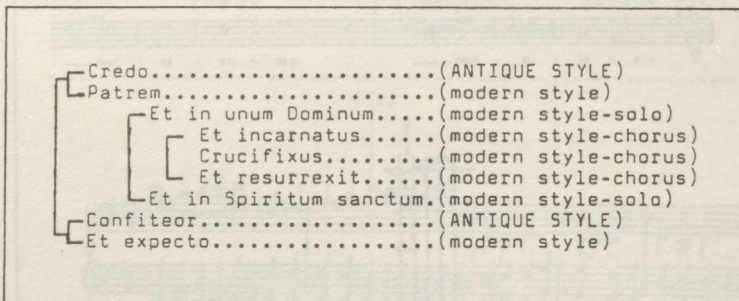 Credo........................(ANTIQUE STYLE)
Patrem.......................(modern style)
Et in unum Dominum.....(modern style-solo)
Et incarnatus......(modern style-chorus)
Crucifixus.........(modern style-chorus)
Et resurrexit......(modern style-chorus)
Et in Spiritum sanctum.(modern style-solo)
Confiteor....................(ANTIQUE STYLE)
Et expecto...................(modern style)